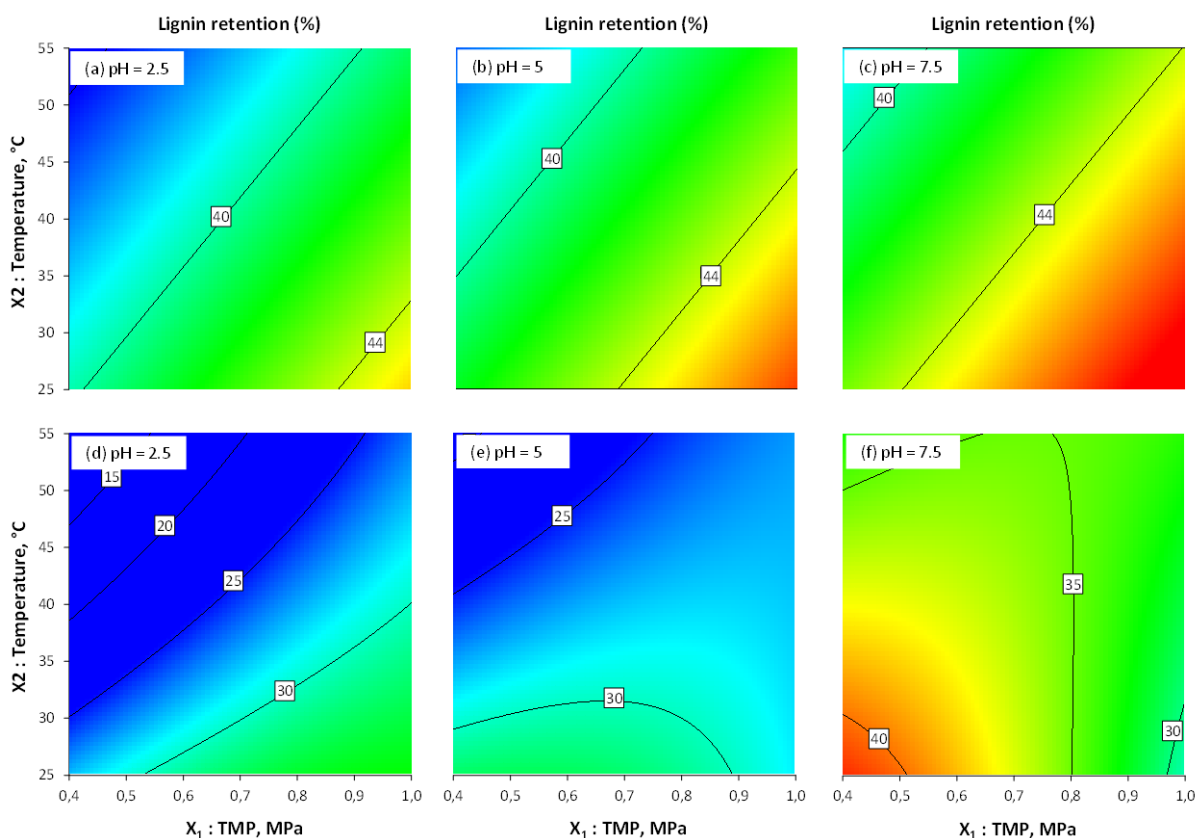 Lignin retention (%) Lignin retention (%) Lignin retention (%)
55 (a) pH = 2.5 (b) pH = 5 (c) pH = 7.5
50 40
45 40
40 40 44
35 44
30 44
25
X2 : Temperature, °C
55 (d) pH = 2.5 (e) pH = 5 (f) pH = 7.5
15
50
20 25
45
25 35
40
35
30 30 30
30 40
25
X2 : Temperature, °C
0,4 0,5 0,6 0,7 0,8 0,9 1,0 0,4 0,5 0,6 0,7 0,8 0,9 1,0 0,4 0,5 0,6 0,7 0,8 0,9 1,0
X₁ : TMP, MPa X₁ : TMP, MPa X₁ : TMP, MPa